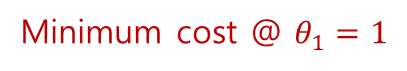 Minimum cost @ θ₁ = 1